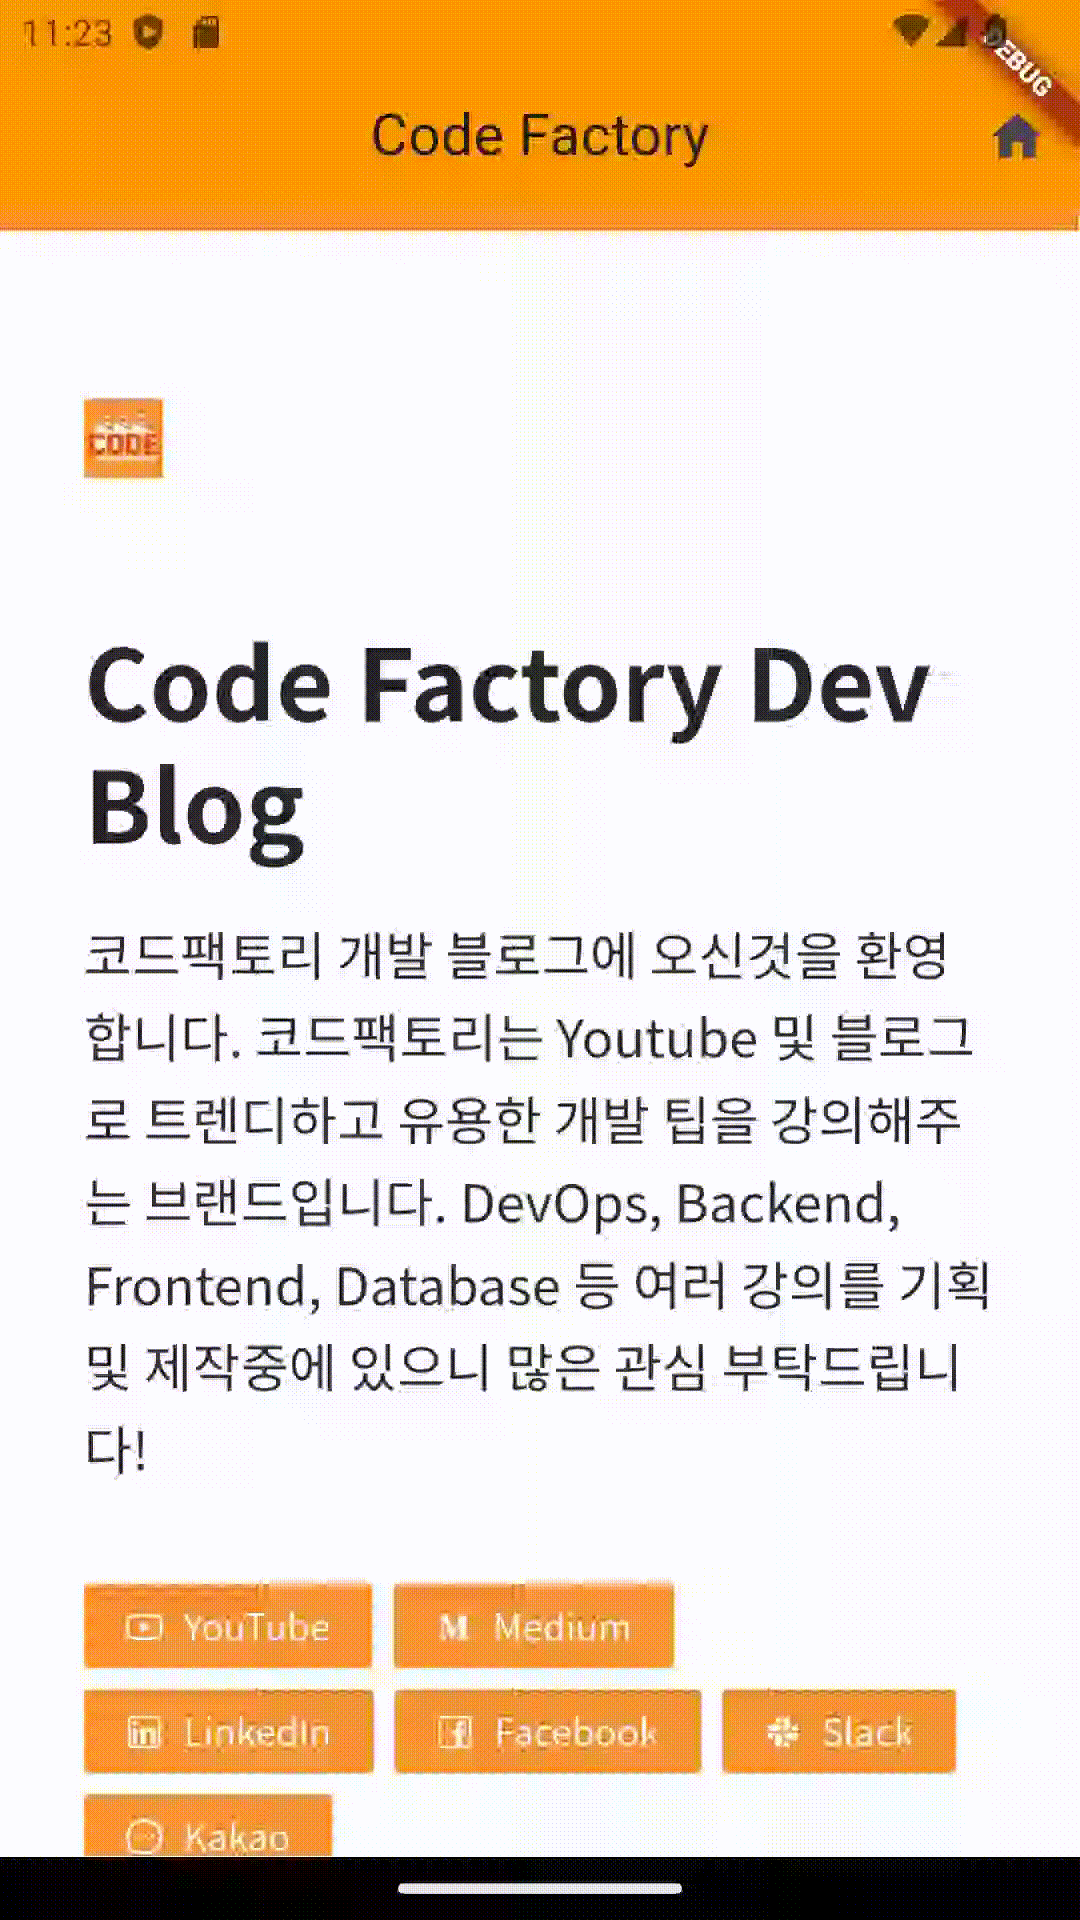 11:23
DEBUG
Code Factory
CODE
Code Factory Dev
Blog
코드팩토리 개발 블로그에 오신것을 환영
합니다. 코드팩토리는 Youtube 및 블로그
로 트렌디하고 유용한 개발 팁을 강의해주
는 브랜드입니다. DevOps, Backend,
Frontend, Database 등 여러 강의를 기획
및 제작중에 있으니 많은 관심 부탁드립니
다!
YouTube M Medium
in LinkedIn f Facebook Slack
Kakao